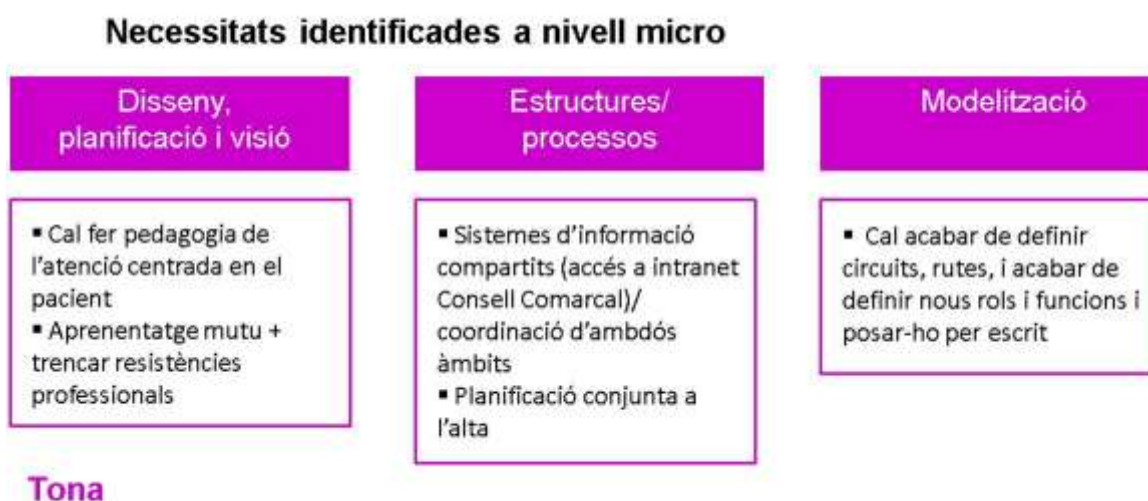 Necessitats identificades a nivell micro
Disseny,
planificació i visió
▪ Cal fer pedagogia de
l'atenció centrada en el
pacient
▪ Aprenentatge mutu +
trencar resistències
professionals
Estructures/
processos
▪ Sistemes d'informació
compartits (accés a intranet
Consell Comarcal)/
coordinació d'ambdós
àmbits
▪ Planificació conjunta a
l'alta
Modelització
▪ Cal acabar de definir
circuits, rutes, i acabar de
definir nous rols i funcions i
posar-ho per escrit
Tona